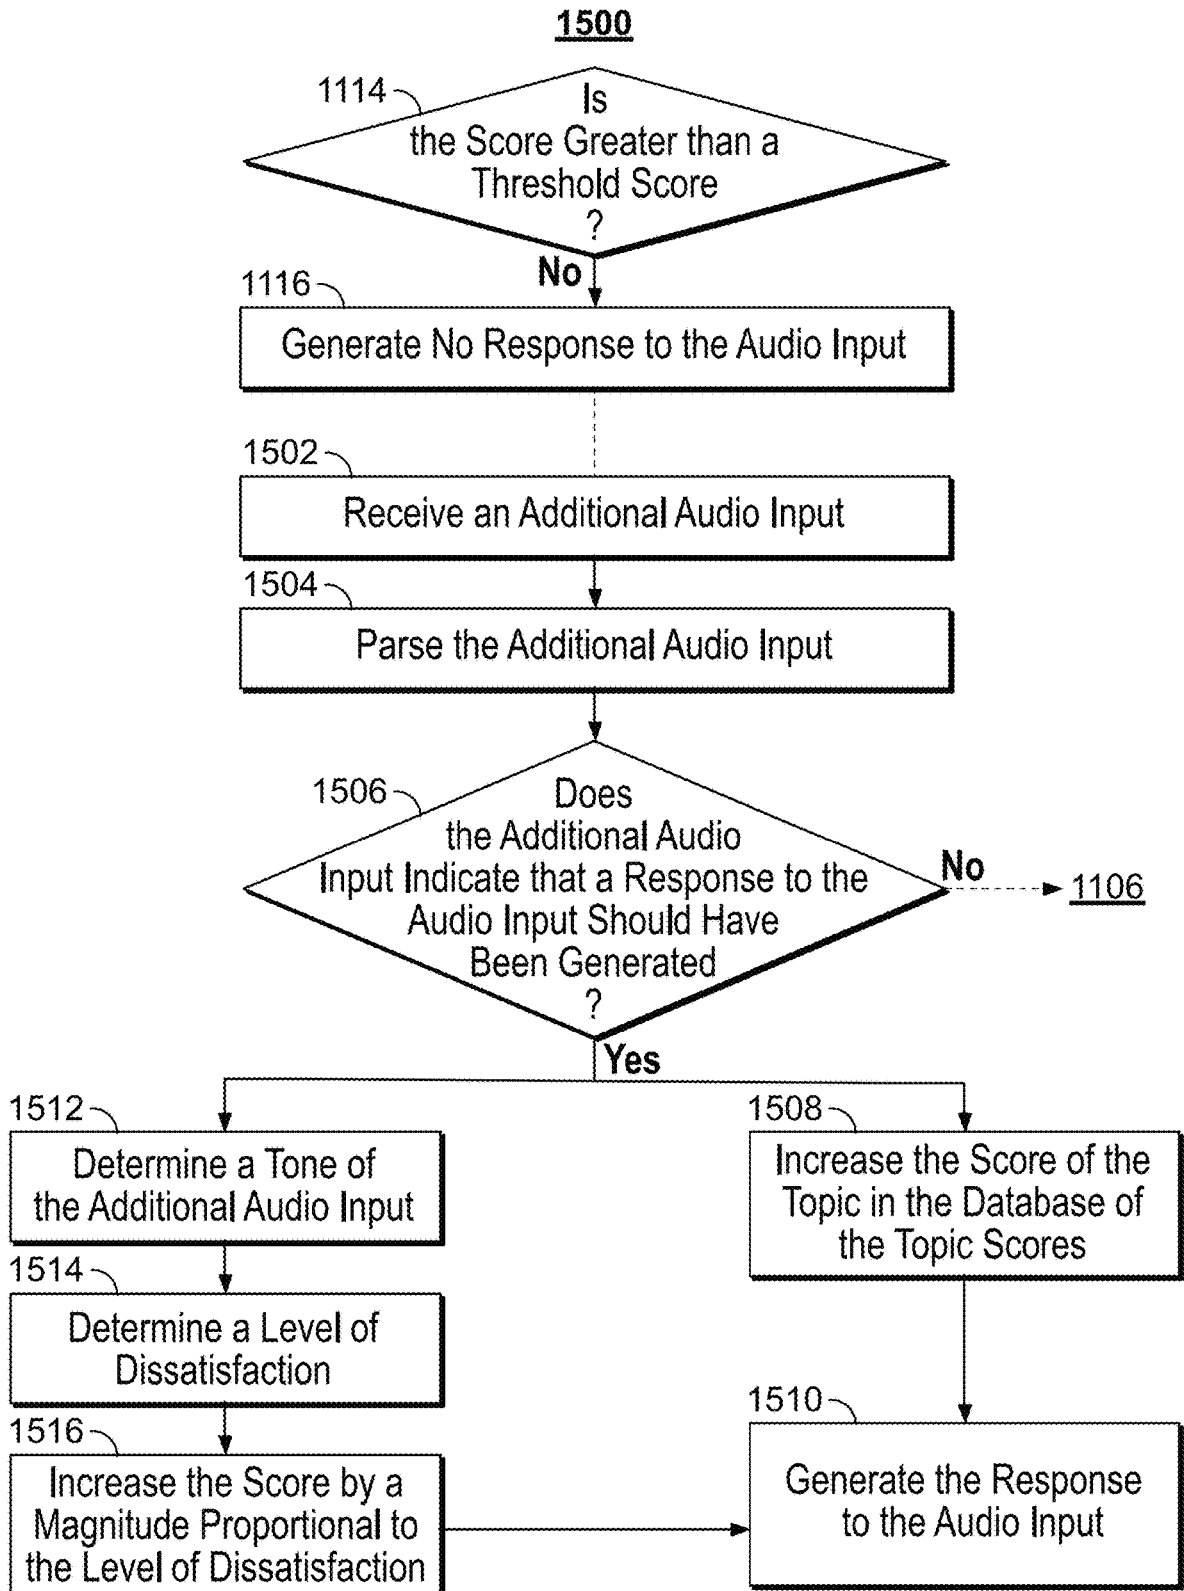 1500
1114
Is
the Score Greater than a
Threshold Score
?
No
1116
Generate No Response to the Audio Input
1502
Receive an Additional Audio Input
1504
Parse the Additional Audio Input
1506
Does
the Additional Audio
Input Indicate that a Response to the
Audio Input Should Have
Been Generated
?
No
1106
Yes
1512
Determine a Tone of
the Additional Audio Input
1514
Determine a Level of
Dissatisfaction
1516
Increase the Score by a
Magnitude Proportional to
the Level of Dissatisfaction
1508
Increase the Score of the
Topic in the Database of
the Topic Scores
1510
Generate the Response
to the Audio Input